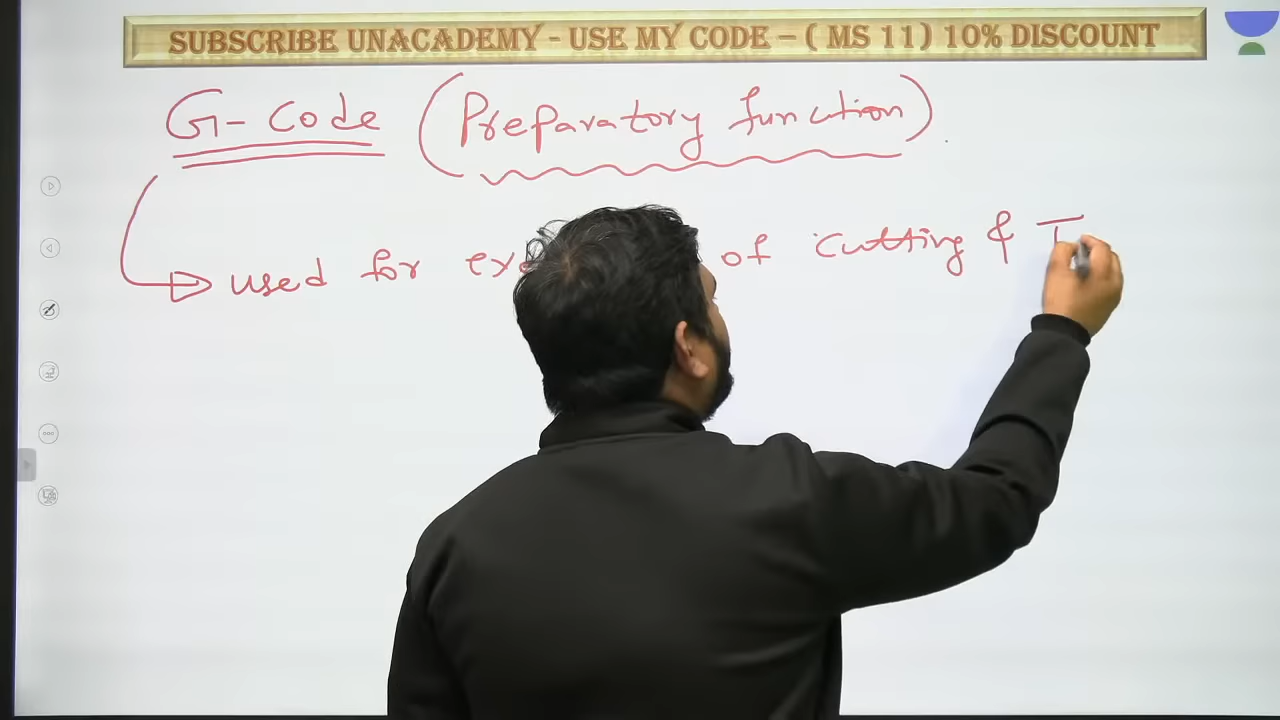 SUBSCRIBE UNACADEMY - USE MY CODE – ( MS 11) 10% DISCOUNT
G-Code (Preparatory function)
used for of cutting & T